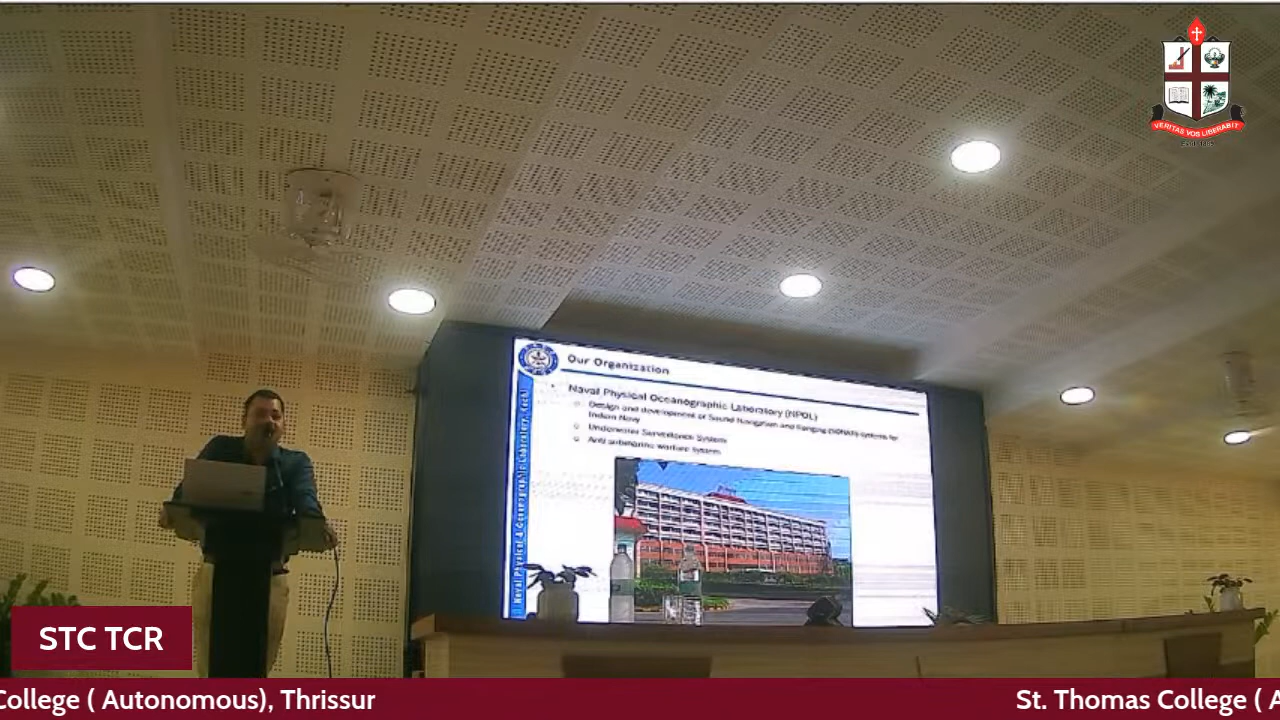 VERITAS VOS LIBERABIT
Our Organization
Naval Physical Oceanographic Laboratory (NPOL)
Design and development of Sound Navigation and Ranging (SONAR) systems for
Indian Navy
Underwater Surveillance System
Anti submarine warfare system
Naval Physical & Oceanographic Laboratory, Kochi
STC TCR
College ( Autonomous), Thrissur
St. Thomas College ( A